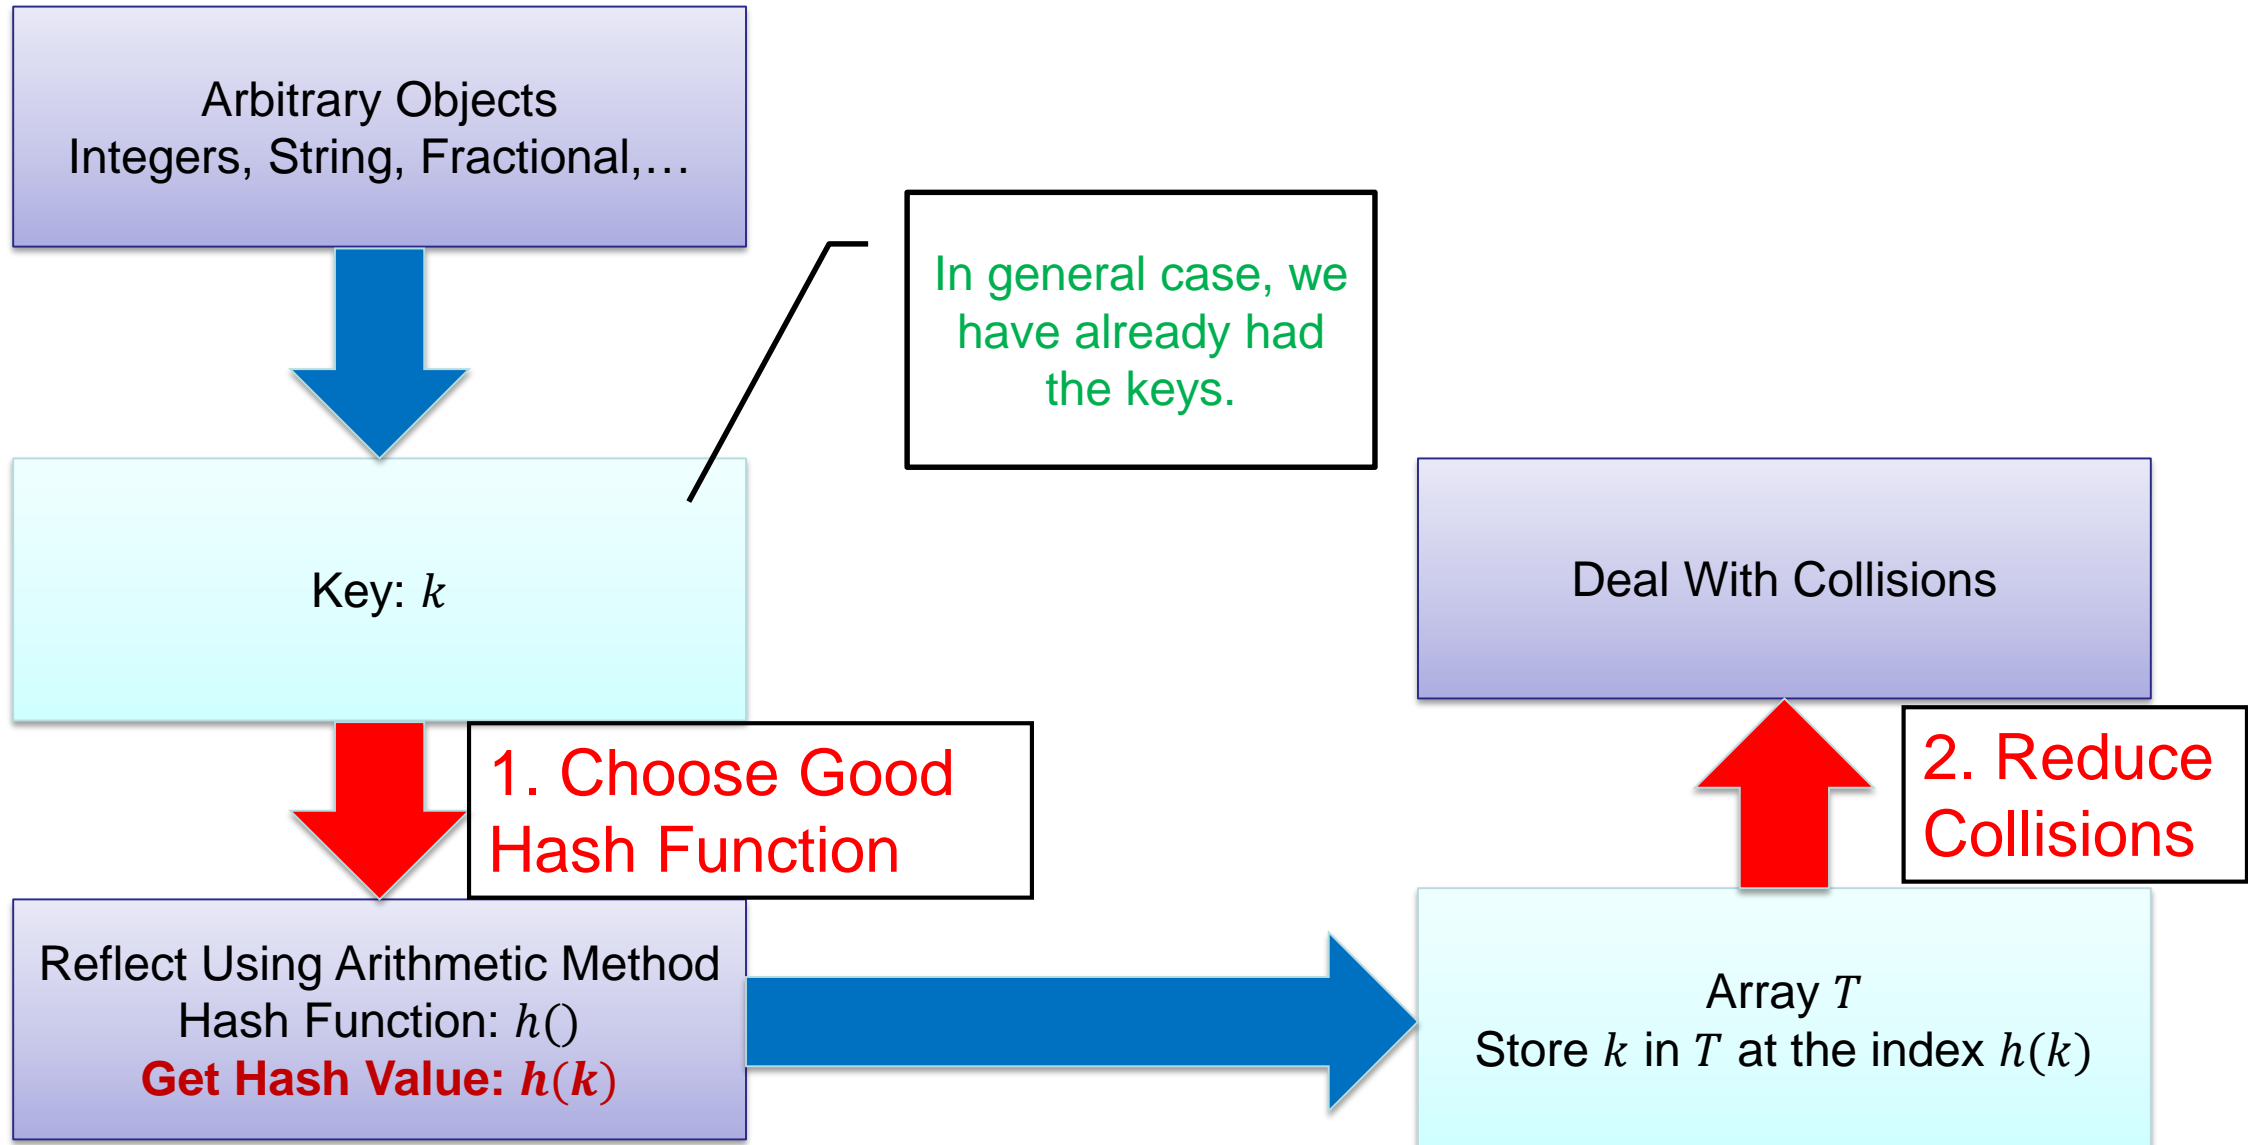 Arbitrary Objects
Integers, String, Fractional,…
In general case, we
have already had
the keys.
Key: k
1. Choose Good
Hash Function
Reflect Using Arithmetic Method
Hash Function: h()
Get Hash Value: h(k)
Array T
Store k in T at the index h(k)
2. Reduce
Collisions
Deal With Collisions